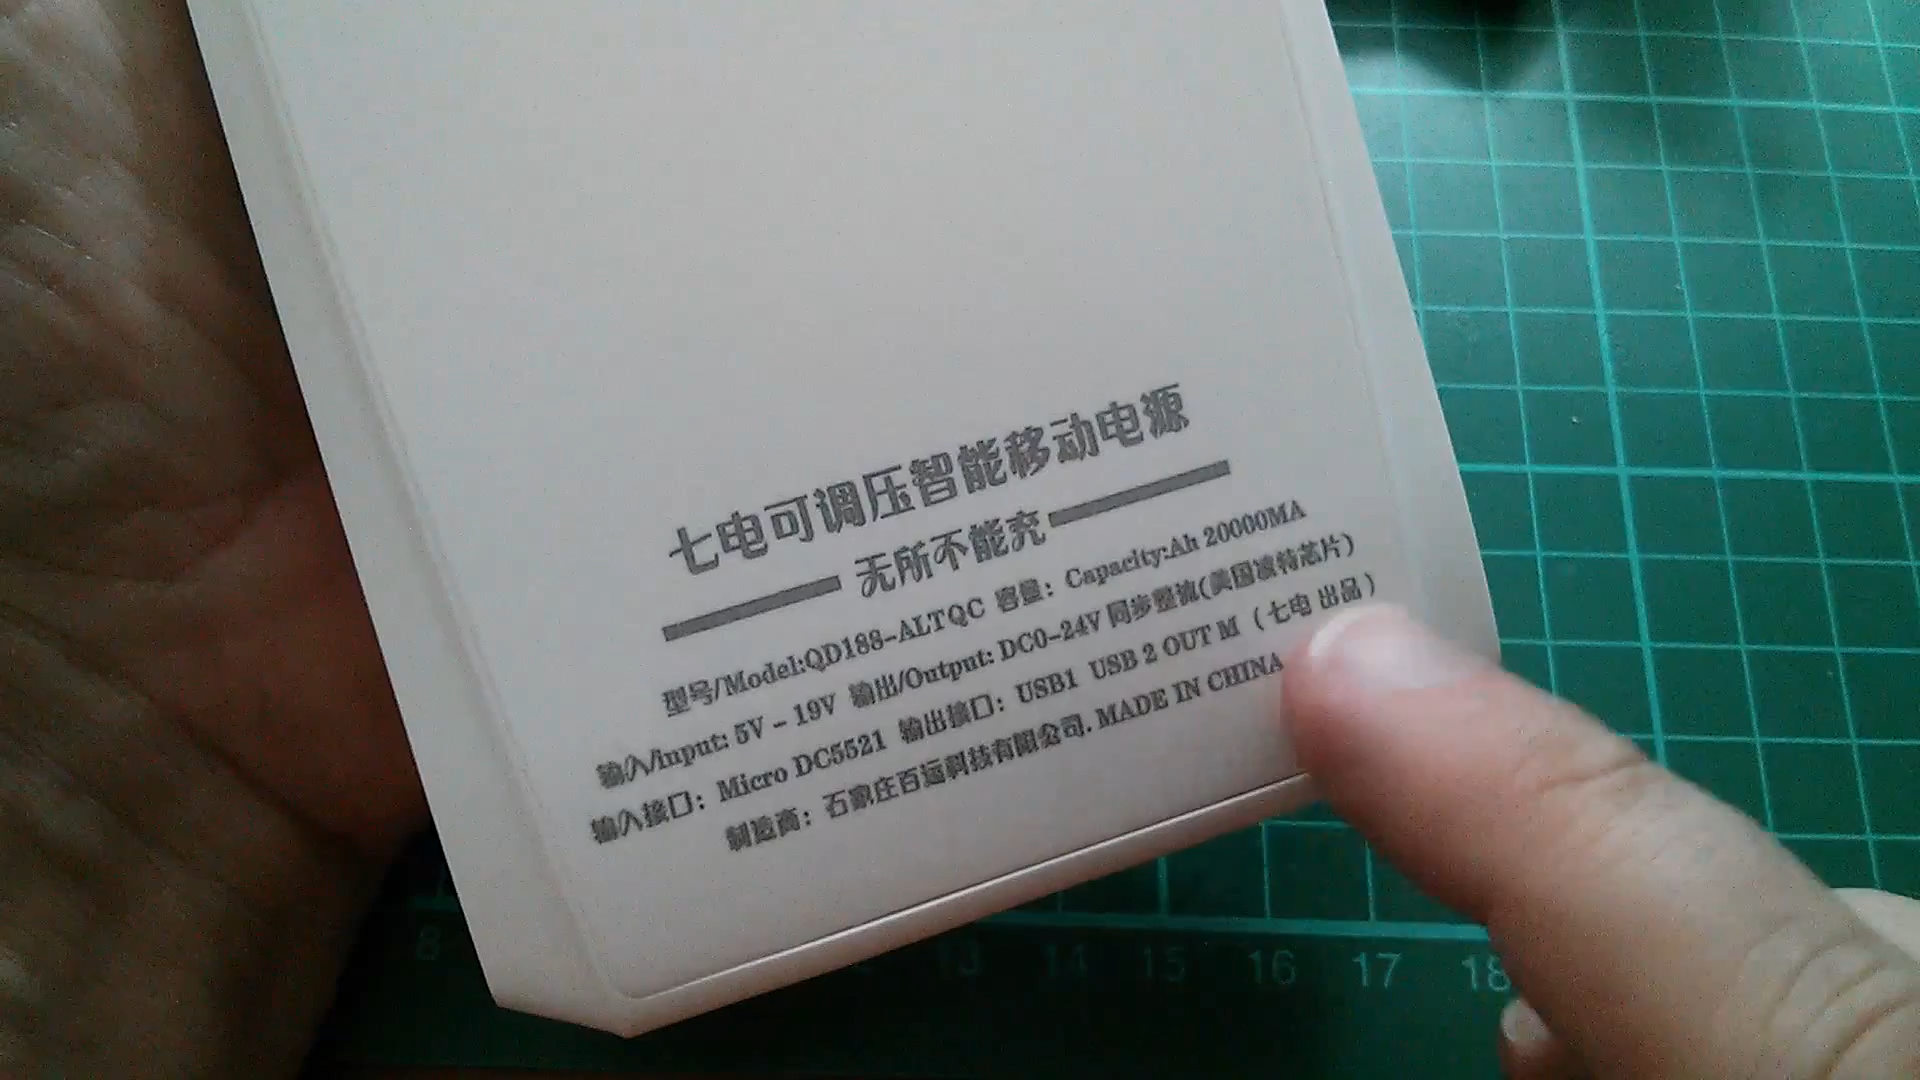 七电可调压智能移动电源
无所不能充
型号/Model:QD188-ALTQC 容量：Capacity:Ah 20000MA
输入/input: 5V - 19V 输出/Output: DC0-24V 同步整流(美国凌特芯片)
输入接口：Micro DC5521 输出接口：USB1 USB 2 OUT M （七电 出品）
制造商：石家庄百运科技有限公司. MADE IN CHINA
8
13 14 15 16 17 18